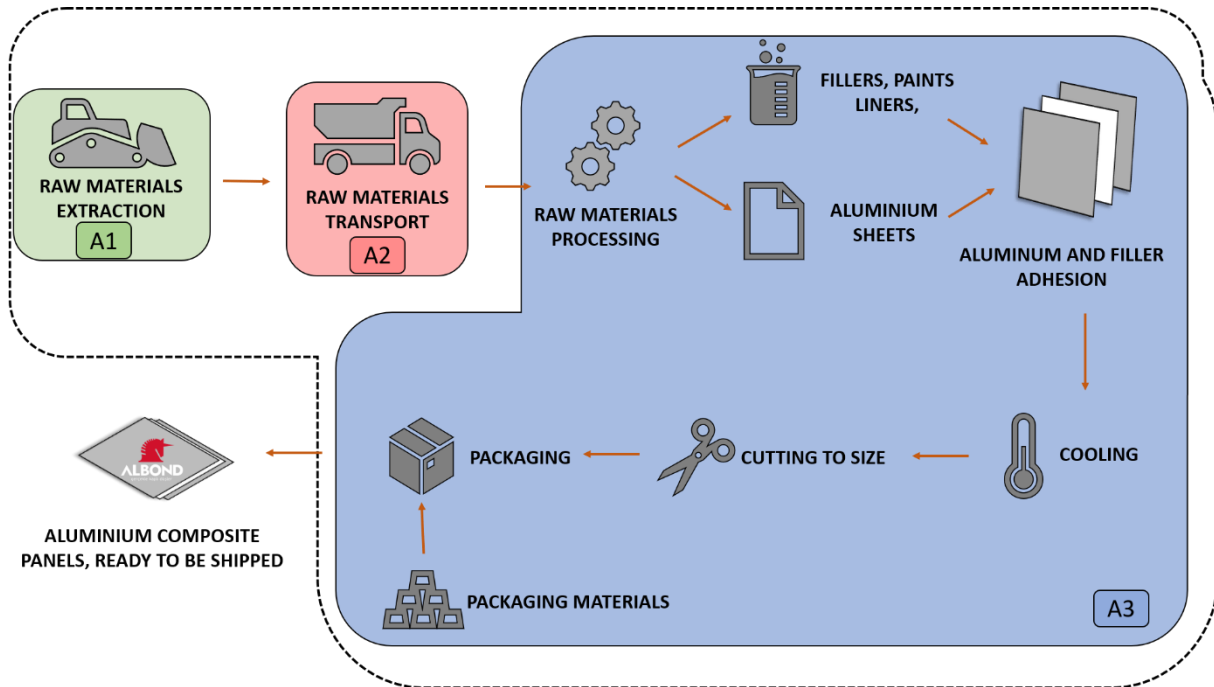 RAW MATERIALS
EXTRACTION
A1
RAW MATERIALS
TRANSPORT
A2
RAW MATERIALS
PROCESSING
FILLERS, PAINTS
LINERS,
ALUMINIUM
SHEETS
ALUMINUM AND FILLER
ADHESION
COOLING
CUTTING TO SIZE
PACKAGING
PACKAGING MATERIALS
A3
ALBOND
ALUMINIUM COMPOSITE
PANELS, READY TO BE SHIPPED